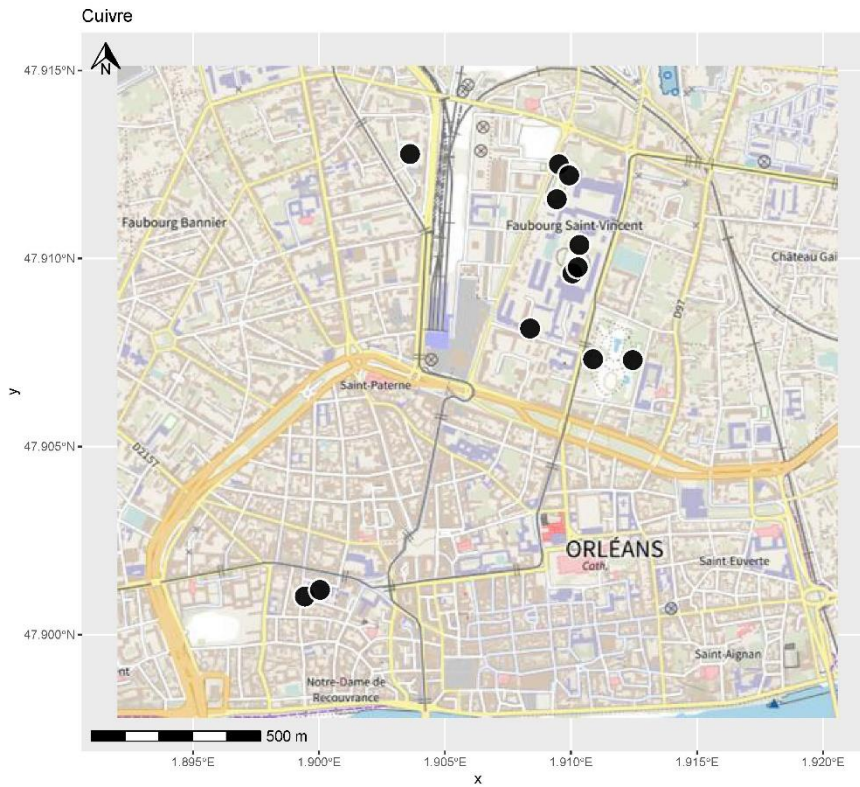 Cuivre
N
47.915°N
Faubourg Bannier
Faubourg Saint-Vincent
47.910°N
Château Gai
D97
Saint-Paterne
y
47.905°N
D2157
ORLÉANS
Cath.
Saint-Euverte
47.900°N
Saint-Aignan
nt
Notre-Dame de
Recouvrance
500 m
1.895°E
1.900°E
1.905°E
1.910°E
1.915°E
1.920°E
x